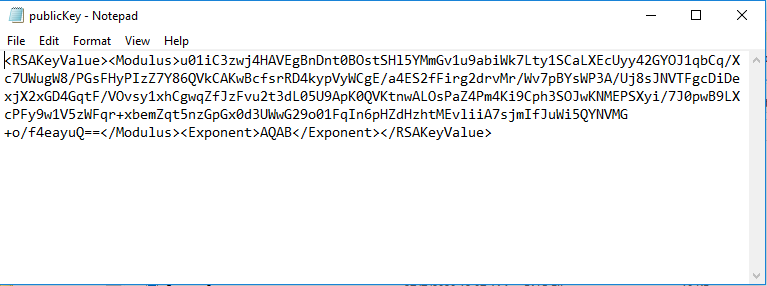 publicKey - Notepad
File Edit Format View Help
<RSAKeyValue><Modulus>u01iC3zwj4HAVEgBnDnt0BOstSHl5YMmGv1u9abiWk7Lty1SCaLXEcUyy42GYOJ1qbCq/X
c7UWugW8/PGsFHyPIzZ7Y86QVkCAKwBcfsrRD4kypVyWCgE/a4ES2fFirg2drvMr/Wv7pBYsWP3A/Uj8sJNVTFgcDiDe
xjX2xGD4GqtF/VOvsy1xhCgwqZfJzFvu2t3dL05U9ApK0QVKtnwALOsPaZ4Pm4Ki9Cph3SOJwKNMEPSXyi/7J0pwB9LX
cPFy9w1V5zWFqr+xbemZqt5nzGpGx0d3UWwG29o01FqIn6pHZdHzhtMEvliiA7sjmIfJuWi5QYNVMG
+o/f4eayuQ==</Modulus><Exponent>AQAB</Exponent></RSAKeyValue>